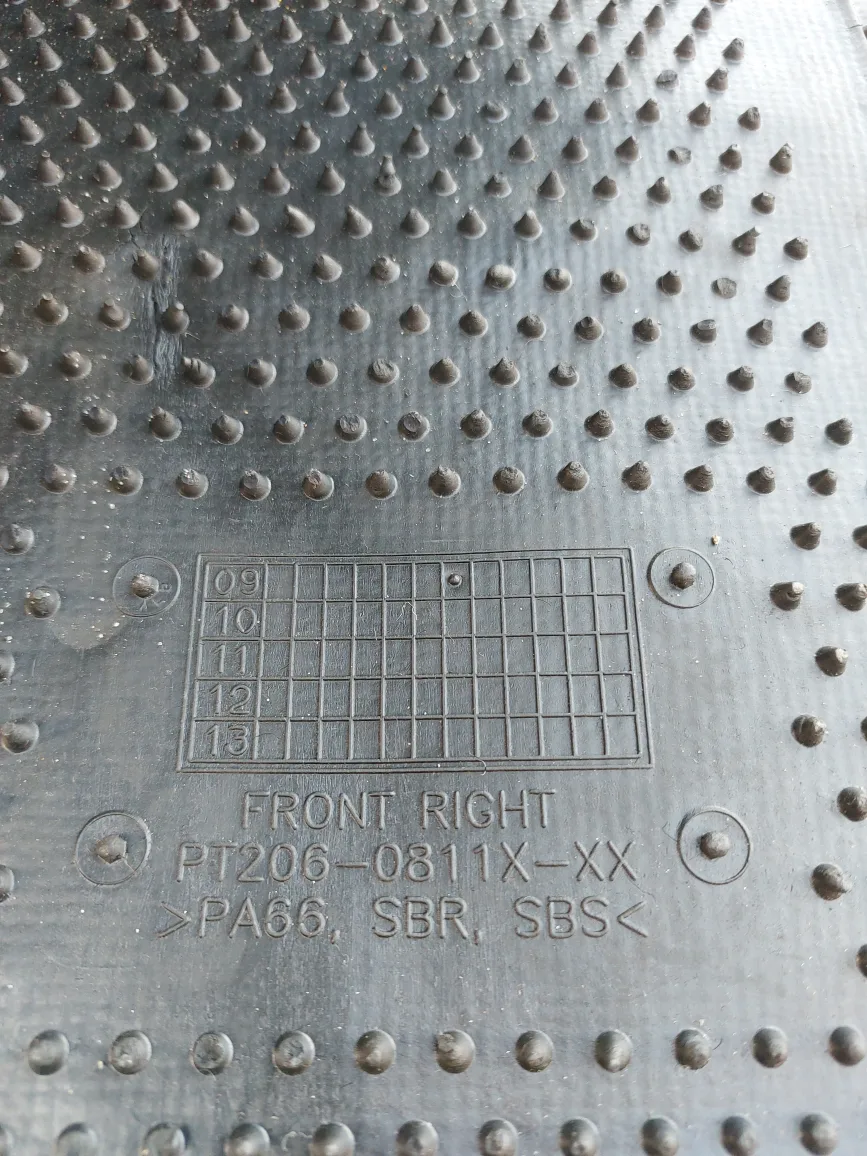 09
10
11
12
13
FRONT RIGHT
PT206-0811X-XX
>PA66, SBR, SBS<